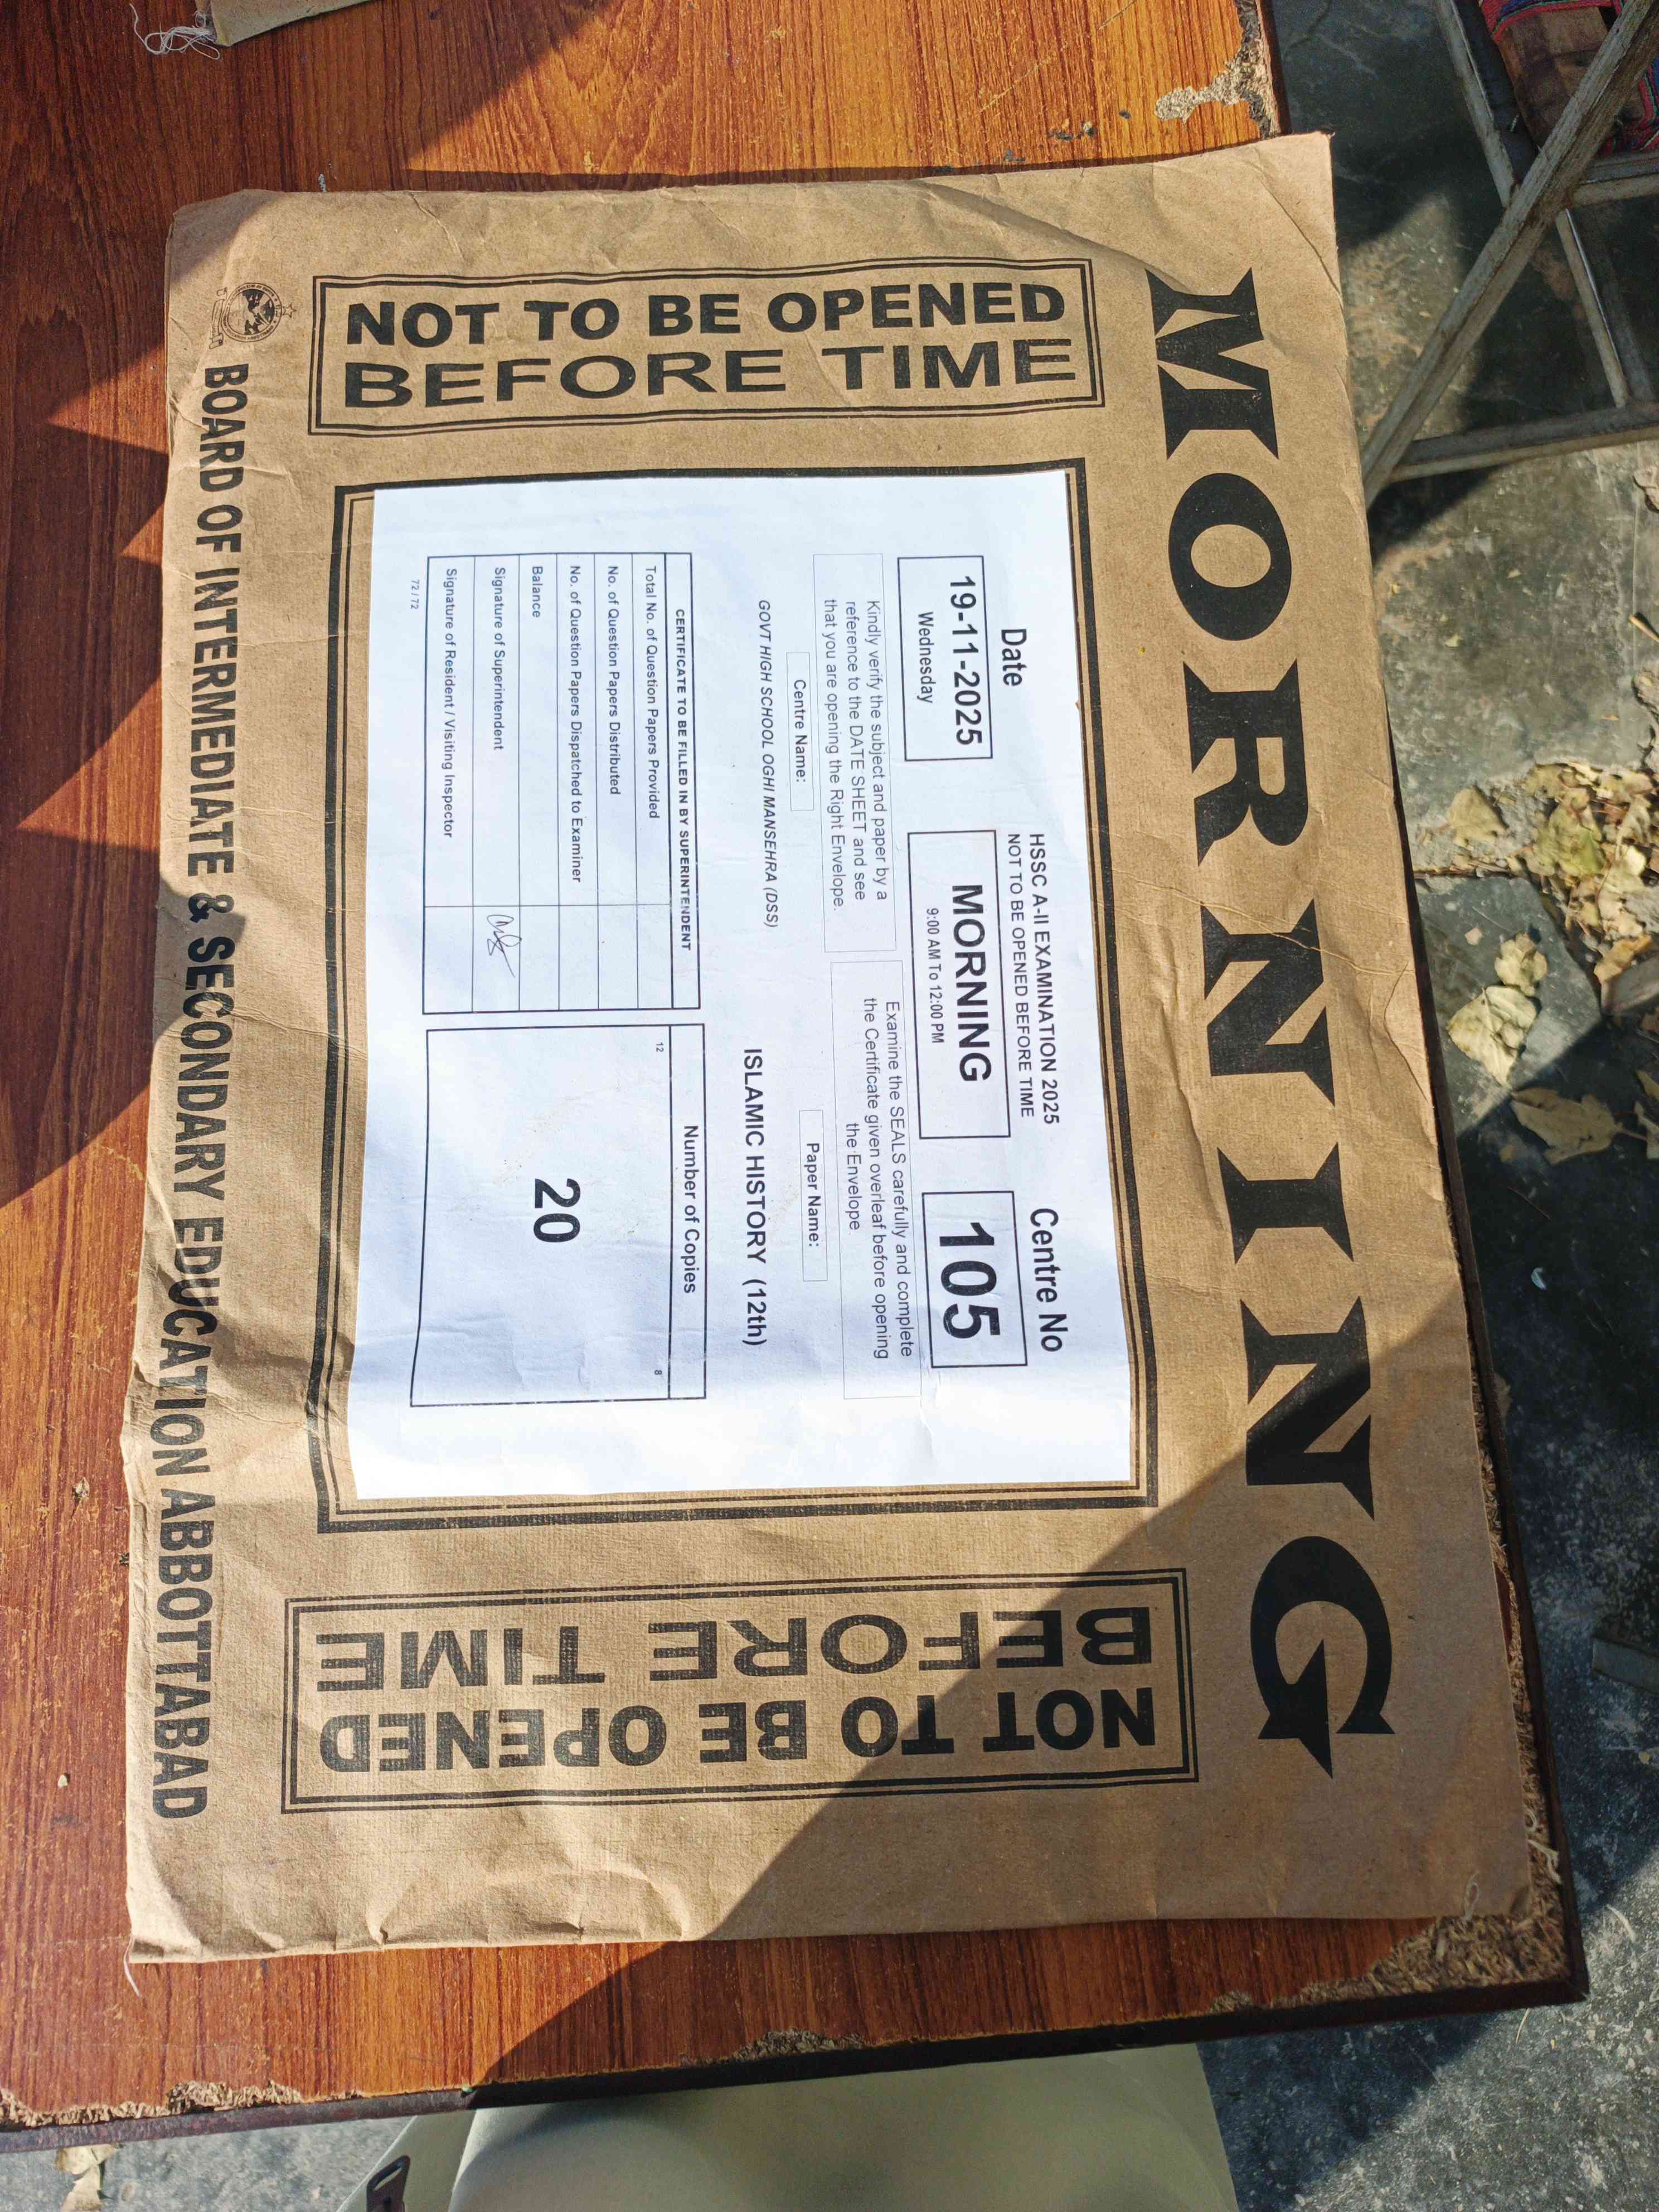 MORNING
NOT TO BE OPENED
BEFORE TIME
Date
19-11-2025
Wednesday
HSSC A-II EXAMINATION 2025
NOT TO BE OPENED BEFORE TIME
MORNING
9:00 AM To 12:00 PM
Centre No
105
Kindly verify the subject and paper by a
reference to the DATE SHEET and see
that you are opening the Right Envelope.
Examine the SEALS carefully and complete
the Certificate given overleaf before opening
the Envelope
Centre Name:
Paper Name:
GOVT HIGH SCHOOL OGHI MANSEHRA (DSS)
ISLAMIC HISTORY (12th)
CERTIFICATE TO BE FILLED IN BY SUPERINTENDENT
Total No. of Question Papers Provided
No. of Question Papers Distributed
No. of Question Papers Dispatched to Examiner
Balance
Signature of Superintendent
Signature of Resident / Visiting Inspector
Number of Copies
12
8
20
72 / 72
NOT TO BE OPENED
BEFORE TIME
BOARD OF INTERMEDIATE & SECONDARY EDUCATION ABBOTTABAD